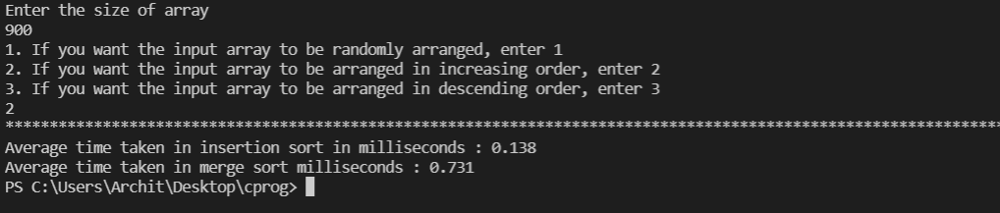 Enter the size of array
900
1. If you want the input array to be randomly arranged, enter 1
2. If you want the input array to be arranged in increasing order, enter 2
3. If you want the input array to be arranged in descending order, enter 3
2
*****************************************************************************************************************
Average time taken in insertion sort in milliseconds : 0.138
Average time taken in merge sort milliseconds : 0.731
PS C:\Users\Archit\Desktop\cprog>